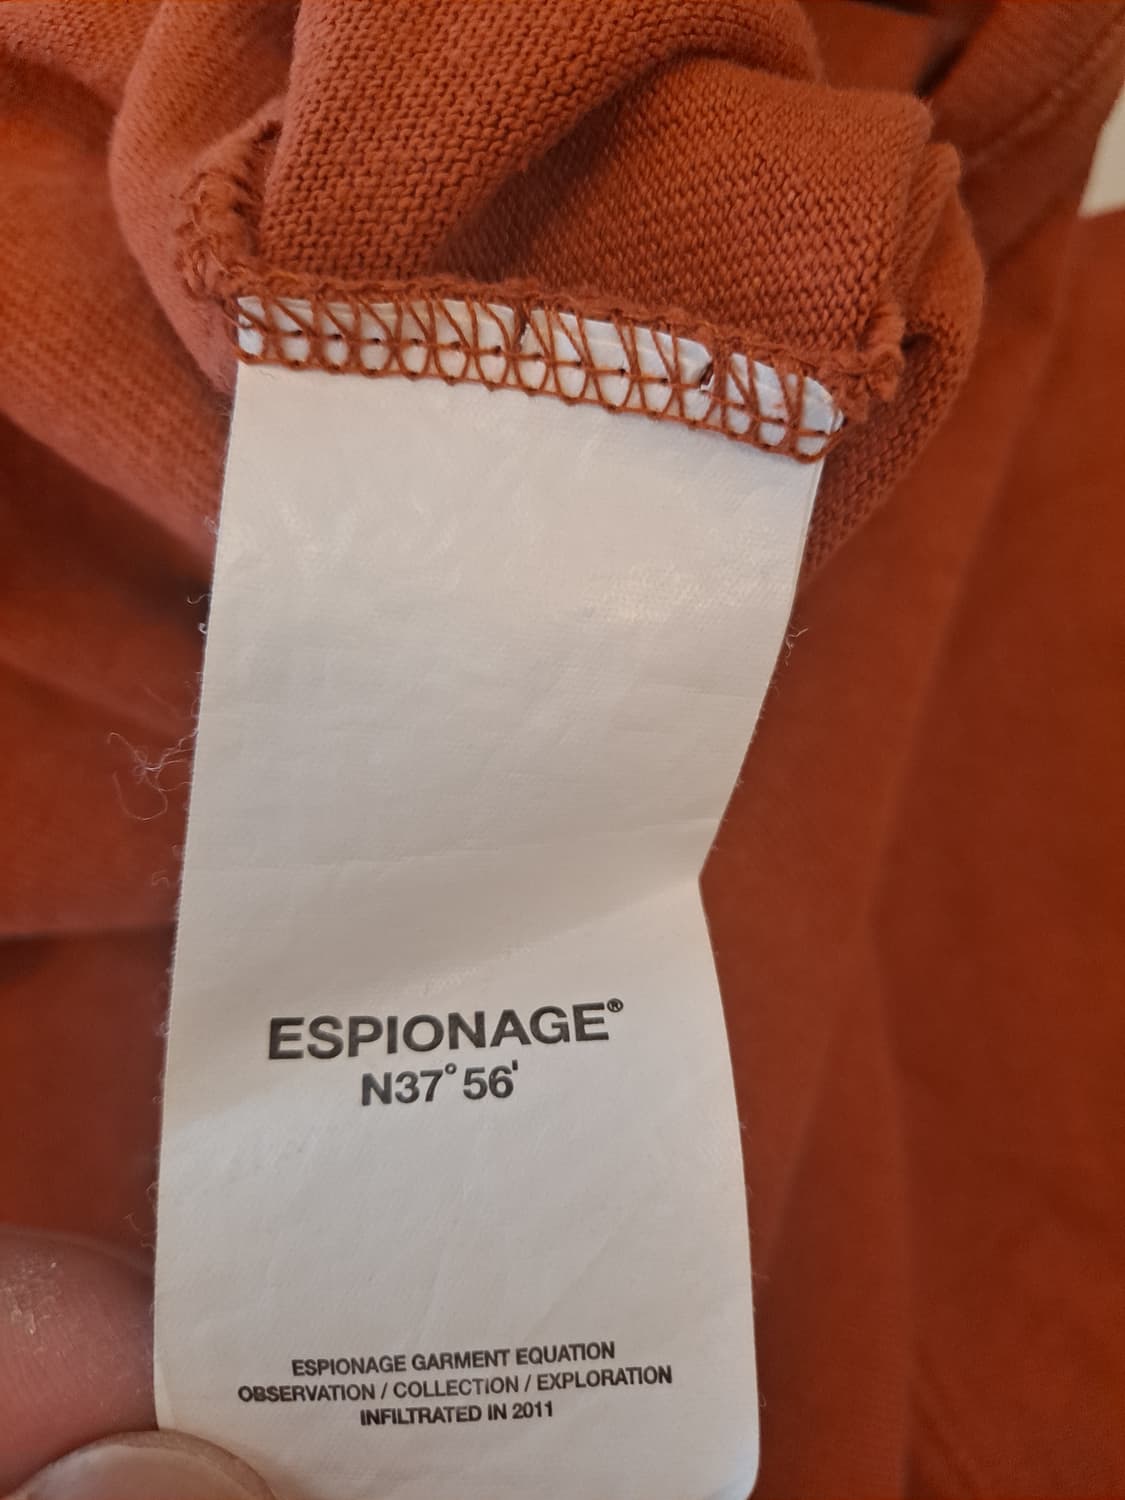 ESPIONAGE®
N37°56'
ESPIONAGE GARMENT EQUATION
OBSERVATION / COLLECTION / EXPLORATION
INFILTRATED IN 2011